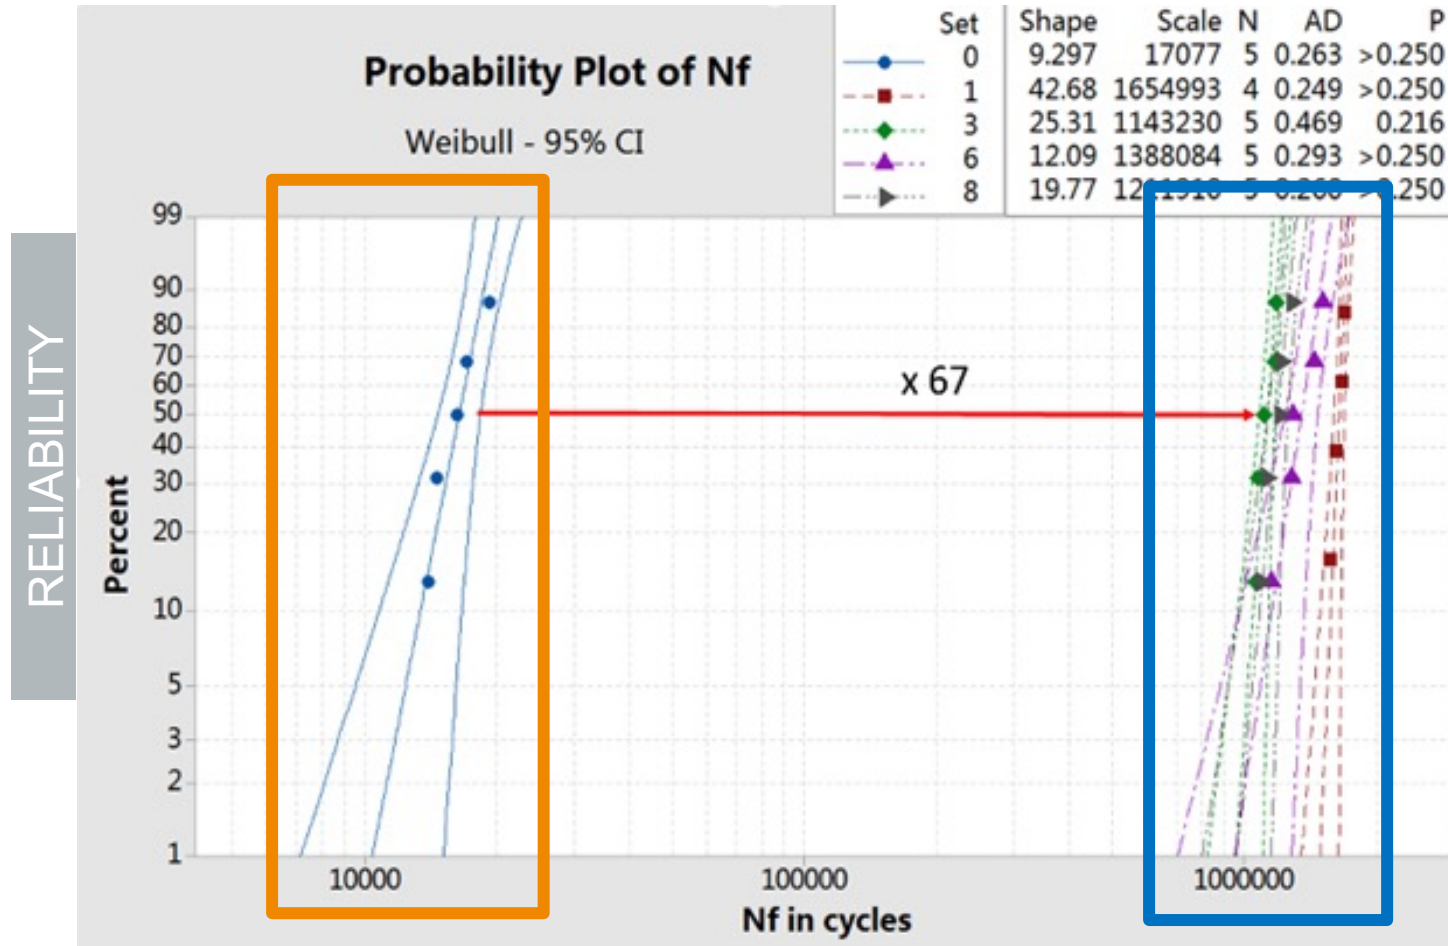 RELIABILITY
Probability Plot of Nf
Weibull - 95% CI
Set Shape Scale N AD P
0 9.297 17077 5 0.263 >0.250
1 42.68 1654993 4 0.249 >0.250
3 25.31 1143230 5 0.469 0.216
6 12.09 1388084 5 0.293 >0.250
8 19.77
Percent
99
90
80
70
60
50
40
30
20
10
5
3
2
1
x 67
10000 100000 1000000
Nf in cycles